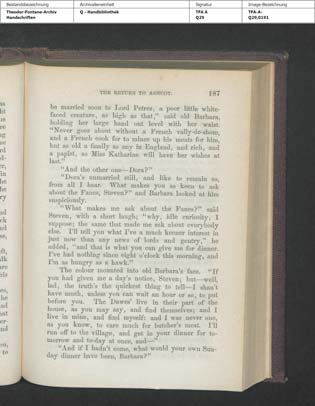 Bestandsbezeichnung Archivalieneinheit Signatur Image-Bezeichnung
Theodor-Fontane-Archiv Q - Handbibliothek TFA A TFA-A-
Handschriften Q29 Q29,0191
THE RETURN TO ASHCOT. 187
be married soon to Lord Petrez, a poor little white-
faced creature, as high as that," said old Barbara,
holding her large hand out level with her waist.
"Never goes about without a French vally-de-sham,
and a French cook for to mince up his meats for him,
but so old a family as any in England, and rich, and
a papist, so Miss Katharine will have her wishes at
last."
"And the other one—Dora?"
"Dora's unmarried still, and like to remain so,
from all I hear. What makes you so keen to ask
about the Fanes, Steven?" and Barbara looked at him
suspiciously.
"What makes me ask about the Fanes?" said
Steven, with a short laugh; "why, idle curiosity, I
suppose; the same that made me ask about everybody
else. I'll tell you what I've a much keener interest in
just now than any news of lords and gentry," he
added, "and that is what you can give me for dinner.
I've had nothing since eight o'clock this morning, and
I'm as hungry as a hawk."
The colour mounted into old Barbara's face. "If
you had given me a day's notice, Steven; but—well,
lad, the truth's the quickest thing to tell—I shan't
have much, unless you can wait an hour or so, to put
before you. The Dawes' live in their part of the
house, as you may say, and find themselves; and I
live in mine, and find myself; and I was never one,
as you know, to care much for butcher's meat. I'll
run off to the village, and get in your dinner for to-
morrow and to-day at once, and—"
"And if I hadn't come, what would your own Sun-
day dinner have been, Barbara?"